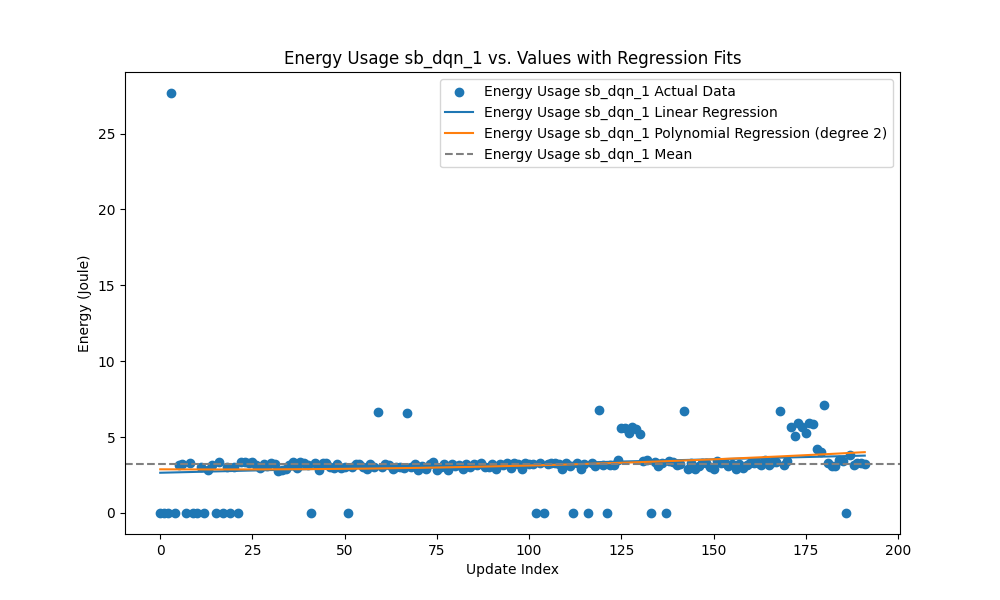 Energy Usage sb_dqn_1 vs. Values with Regression Fits
Energy Usage sb_dqn_1 Actual Data
Energy Usage sb_dqn_1 Linear Regression
Energy Usage sb_dqn_1 Polynomial Regression (degree 2)
Energy Usage sb_dqn_1 Mean
Energy (Joule)
25
20
15
10
5
0
0 25 50 75 100 125 150 175 200
Update Index